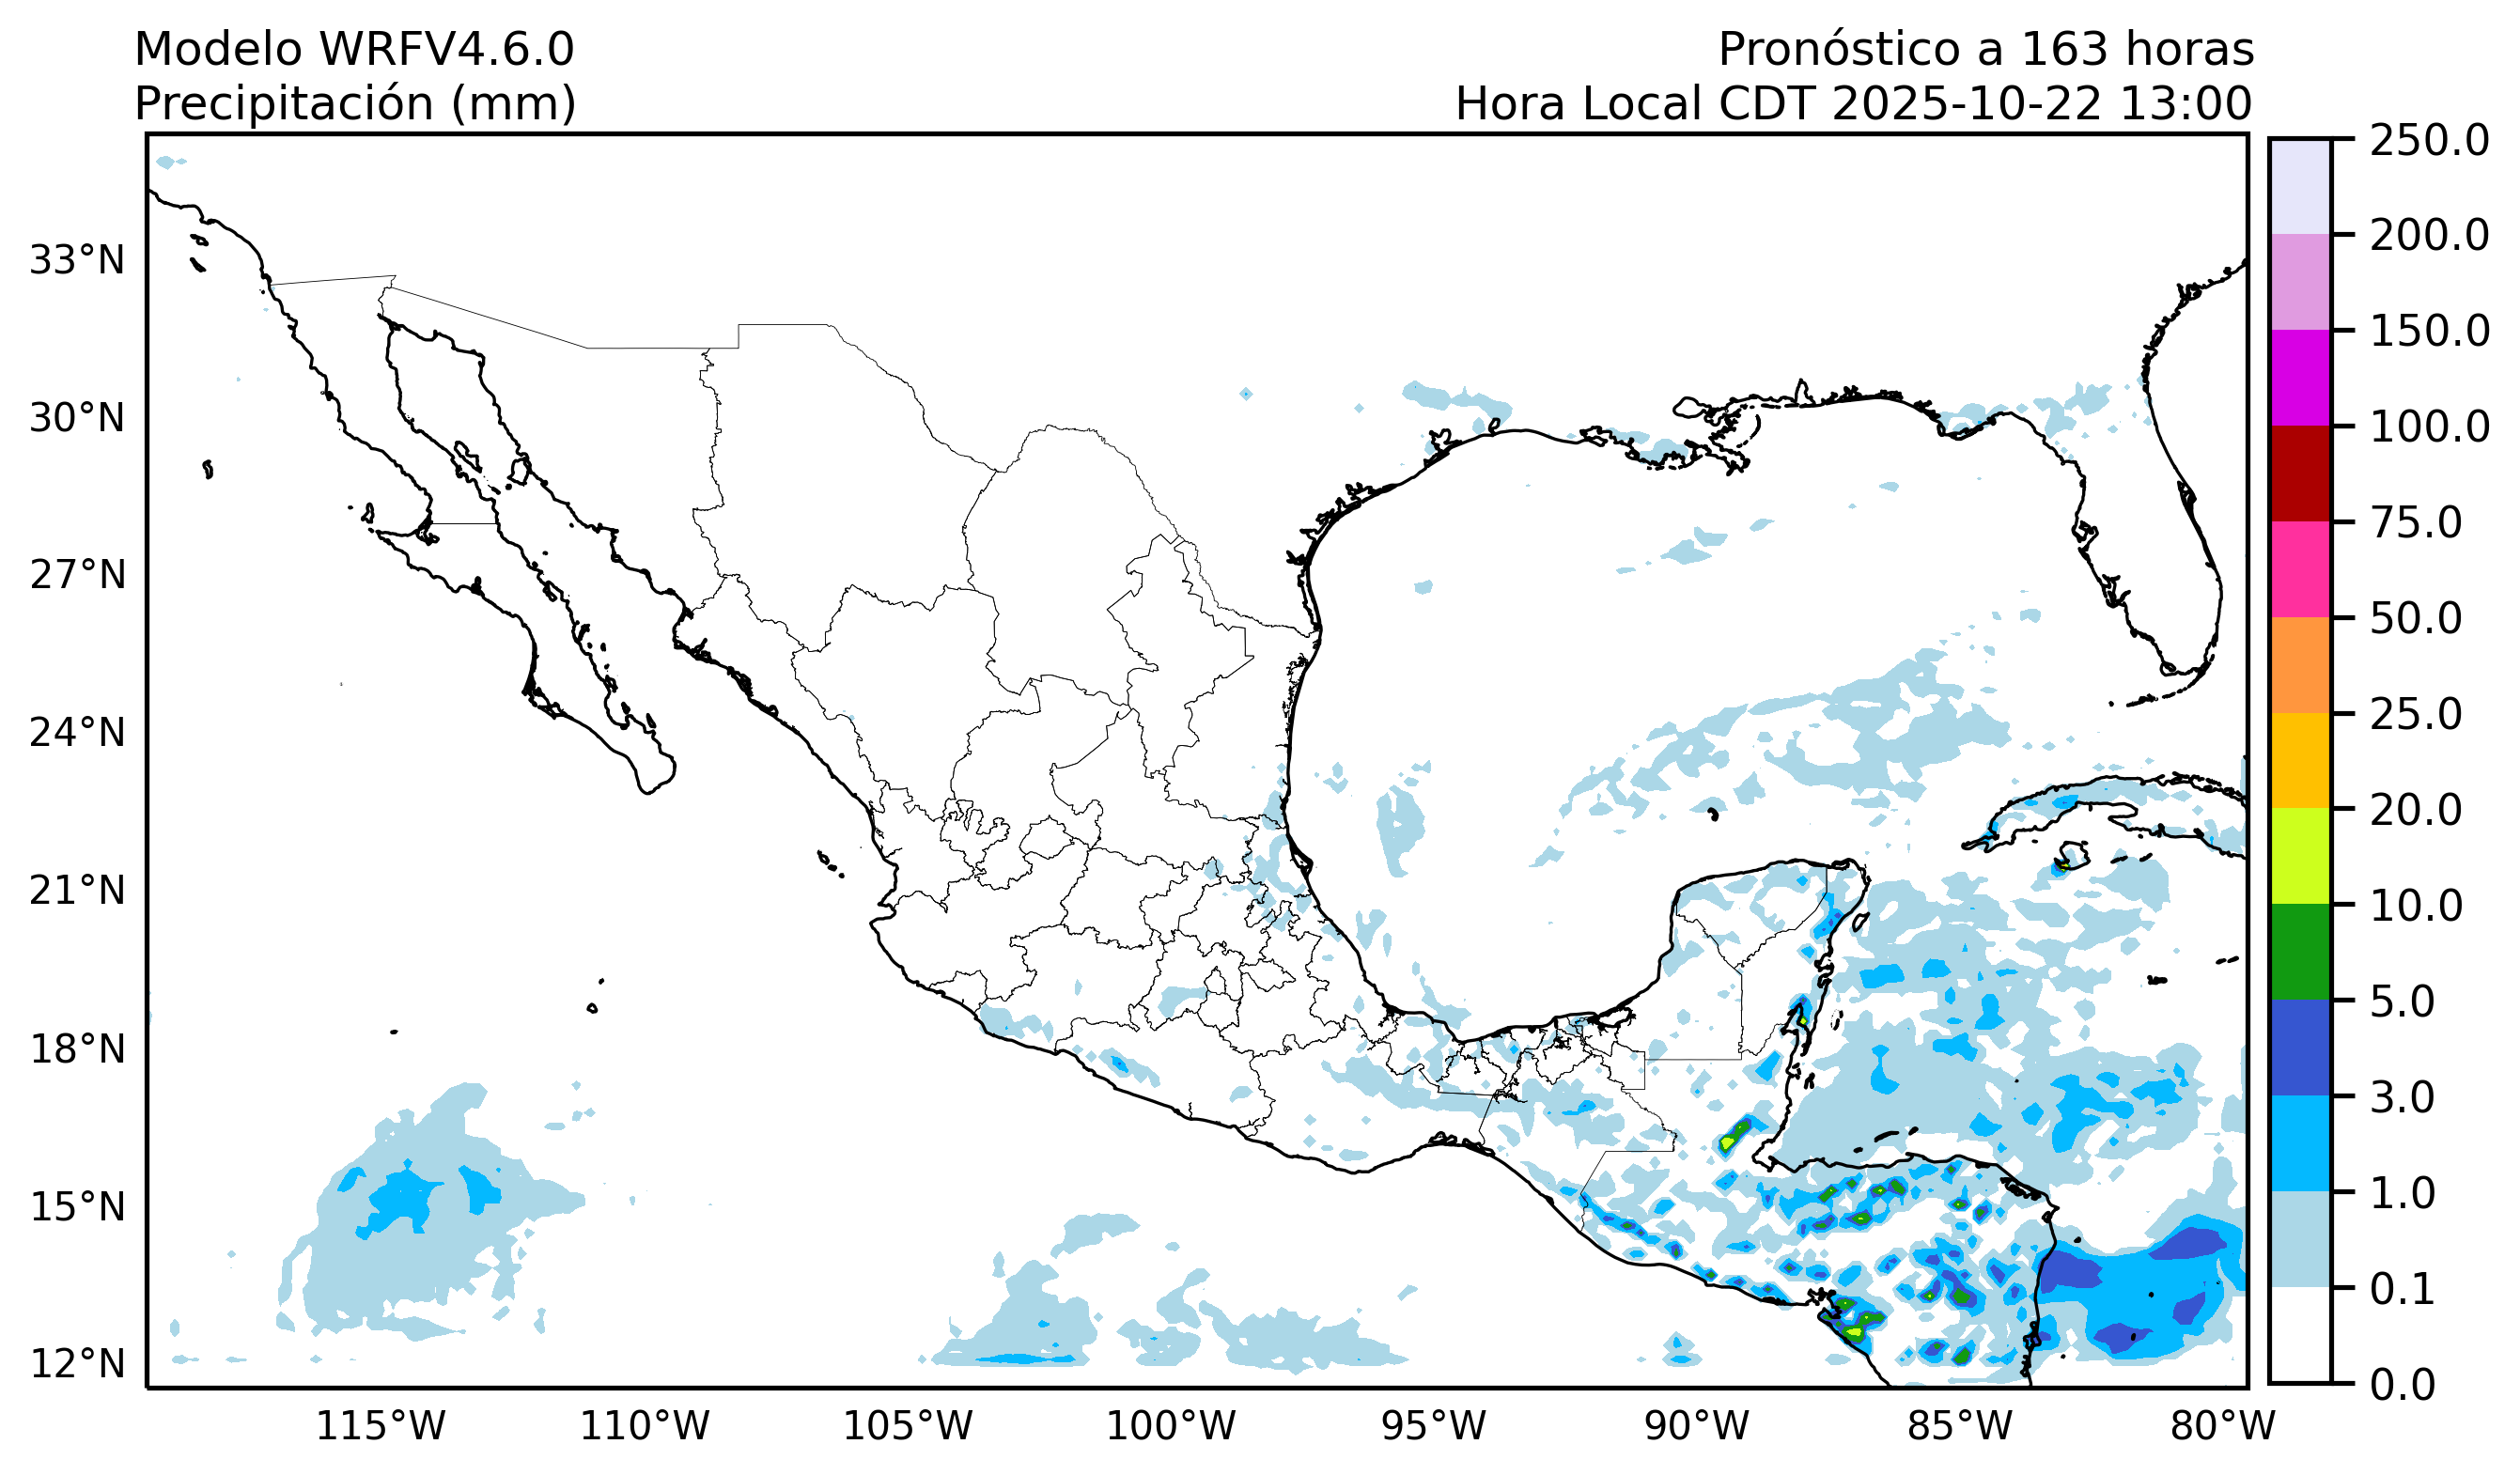 Modelo WRFV4.6.0
Precipitación (mm)
Pronóstico a 163 horas
Hora Local CDT 2025-10-22 13:00
33°N
30°N
27°N
24°N
21°N
18°N
15°N
12°N
115°W
110°W
105°W
100°W
95°W
90°W
85°W
80°W
250.0
200.0
150.0
100.0
75.0
50.0
25.0
20.0
10.0
5.0
3.0
1.0
0.1
0.0